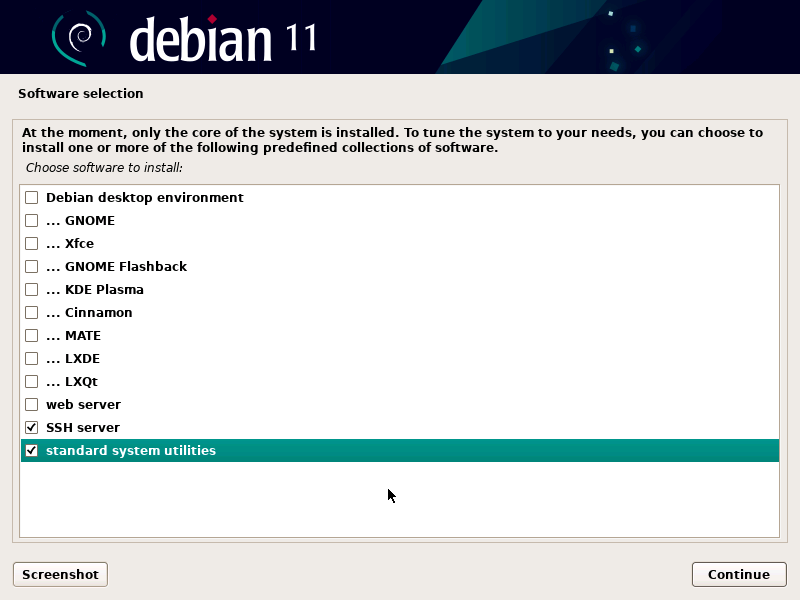 debian 11
Software selection
At the moment, only the core of the system is installed. To tune the system to your needs, you can choose to
install one or more of the following predefined collections of software.
Choose software to install:
Debian desktop environment
... GNOME
... Xfce
... GNOME Flashback
... KDE Plasma
... Cinnamon
... MATE
... LXDE
... LXQt
web server
SSH server
standard system utilities
Screenshot
Continue